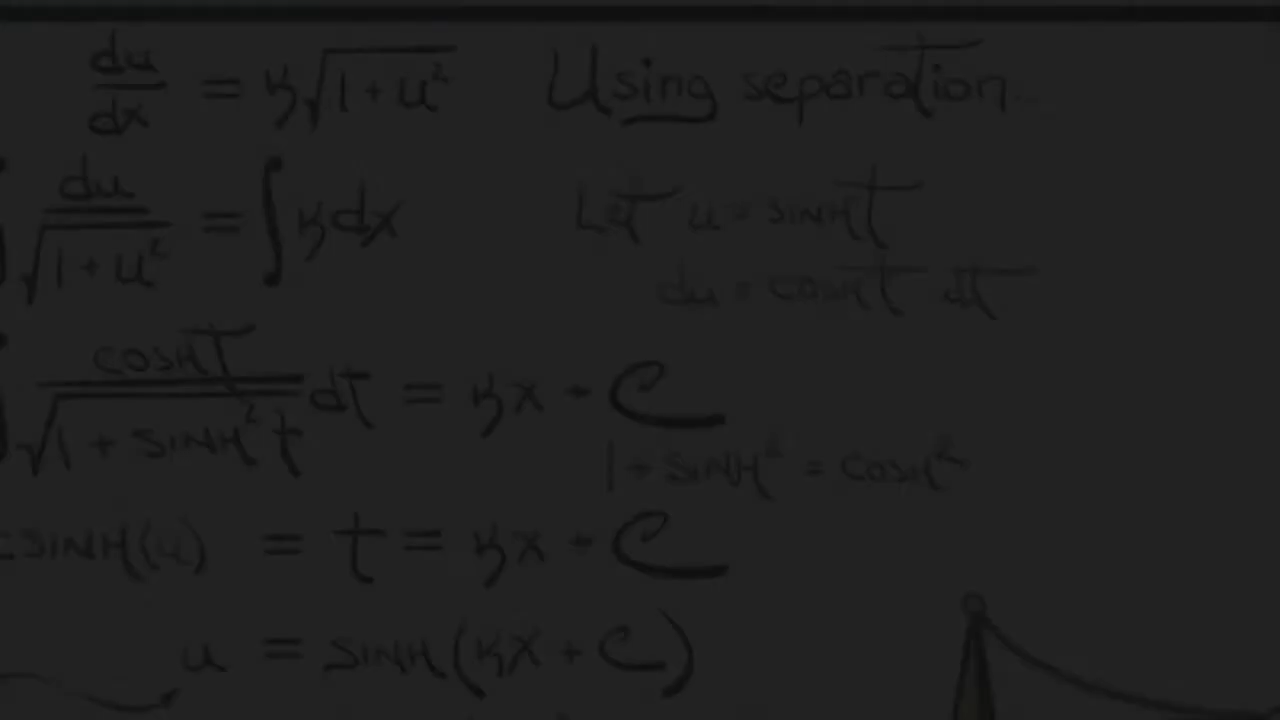 du/dx = k√(1 + u²) Using separation...
∫ du/√(1 + u²) = ∫ k dx Let u = sinh t
du = cosh t dt
∫ cosh t/√(1 + sinh² t) dt = kx + C
1 + sinh² = cosh²
csinh(u) = t = kx + C
u = sinh(kx + C)